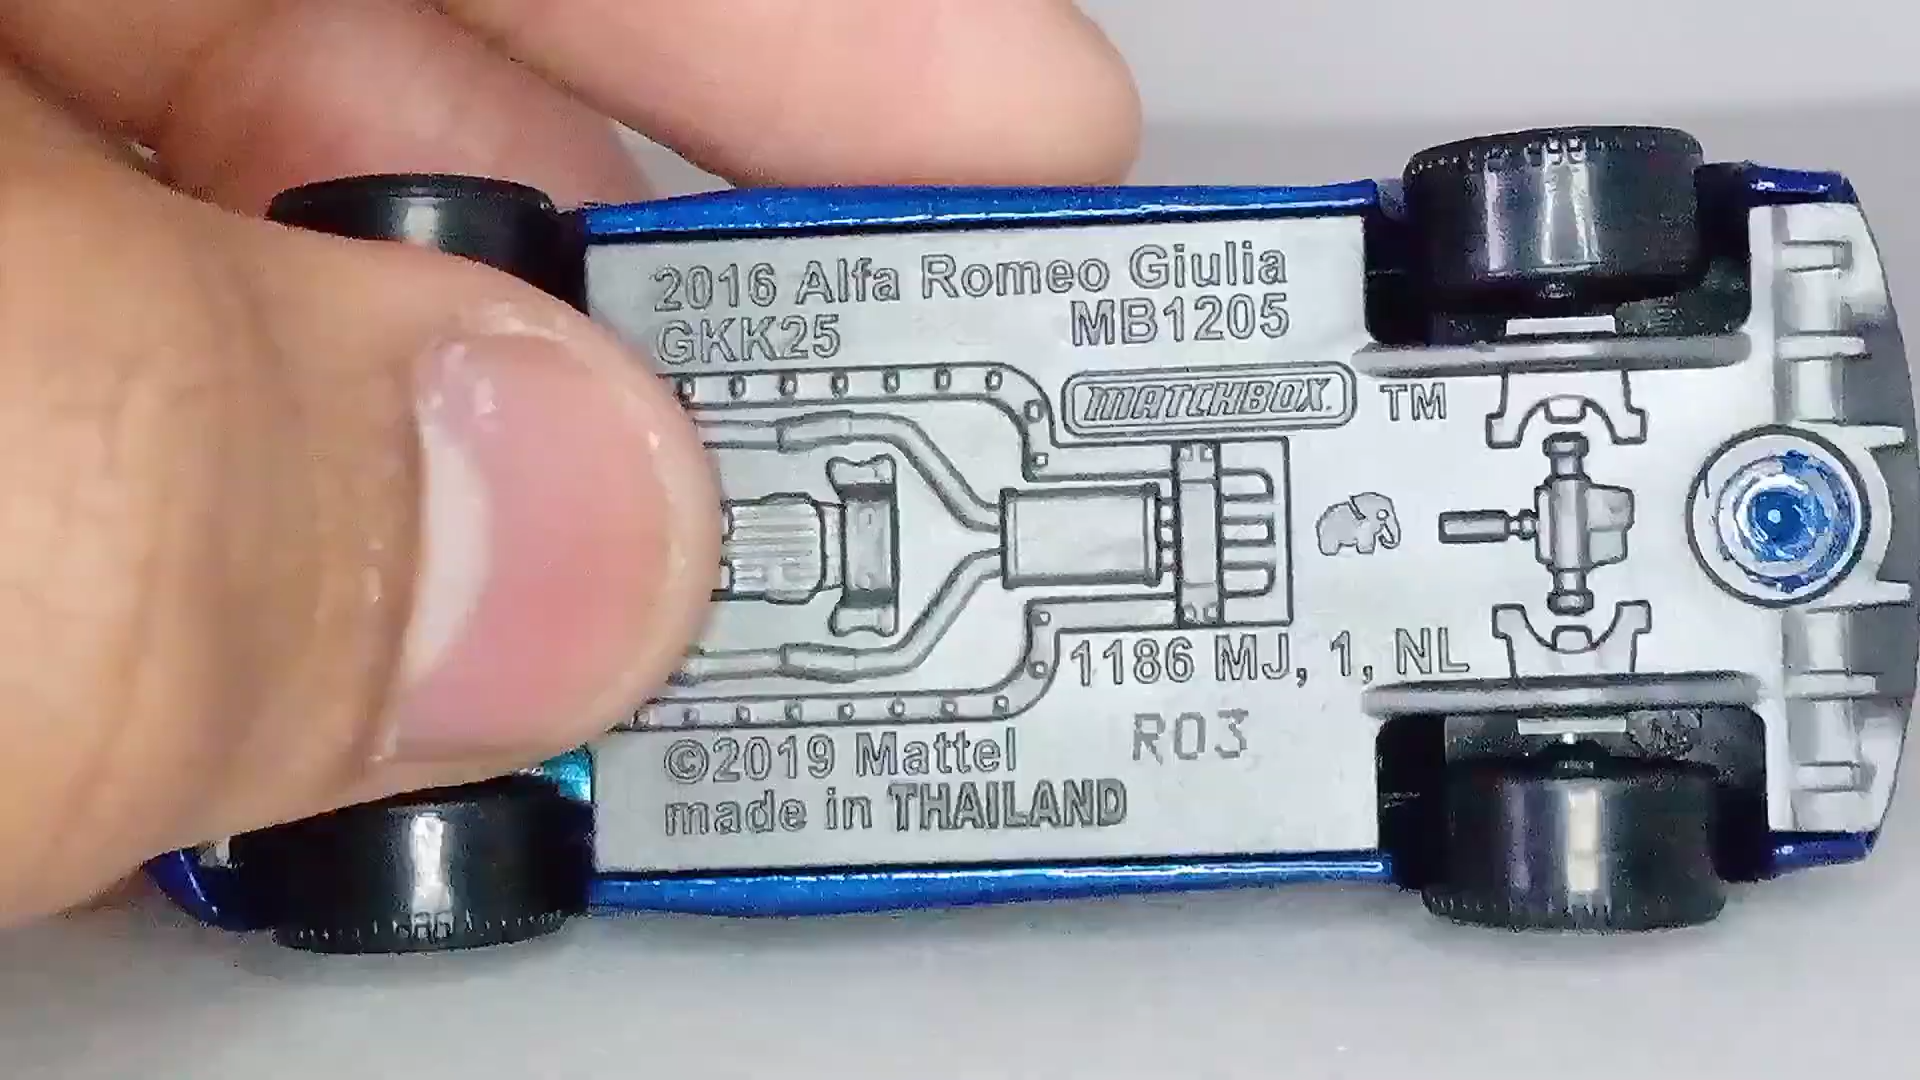 2016 Alfa Romeo Giulia
GKK25 MB1205
MATCHBOX. TM
1186 MJ, 1, NL
R03
©2019 Mattel
made in THAILAND